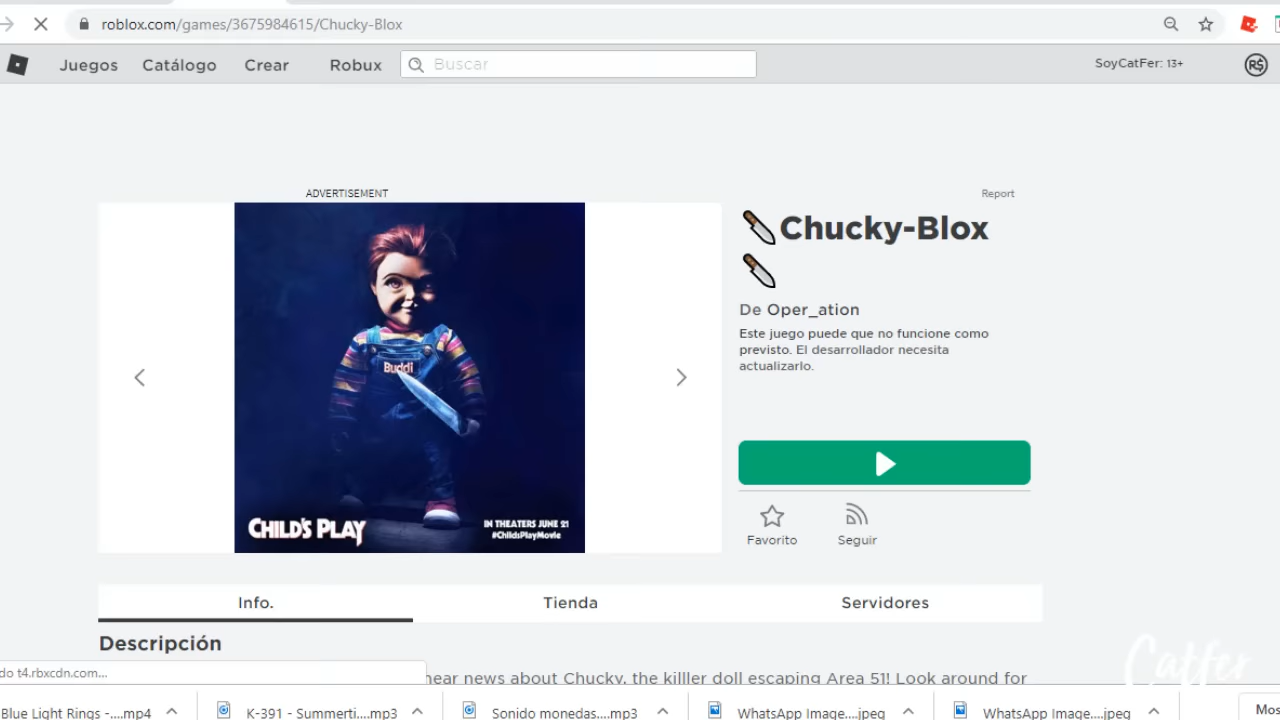 roblox.com/games/3675984615/Chucky-Blox
Juegos Catálogo Crear Robux Buscar SoyCatFer: 13+
ADVERTISEMENT
Report
Chucky-Blox
De Oper_ation
Este juego puede que no funcione como
previsto. El desarrollador necesita
actualizarlo.
Buddi
CHILD'S PLAY
IN THEATERS JUNE 21
#ChildsPlayMovie
Favorito Seguir
Info. Tienda Servidores
Descripción
do t4.rbxcdn.com...
hear news about Chucky, the killler doll escaping Area 51! Look around for
Catfer
Blue Light Rings -....mp4 K-391 - Summerti....mp3 Sonido monedas....mp3 WhatsApp Image....jpeg WhatsApp Image....jpeg Mos